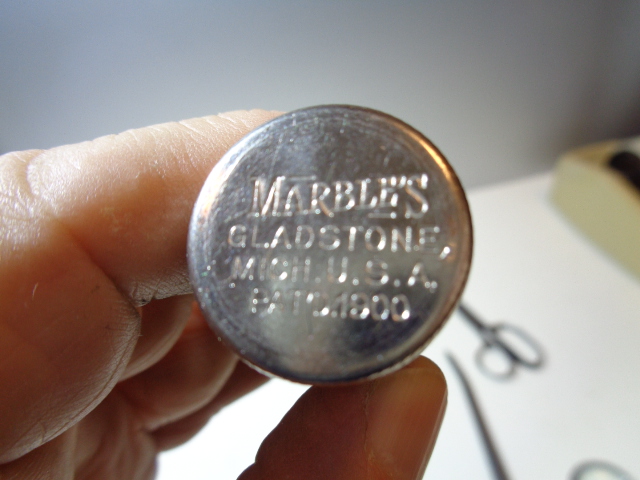 MARBLE'S
GLADSTONE,
MICH. U.S.A.
PAT'D.1900